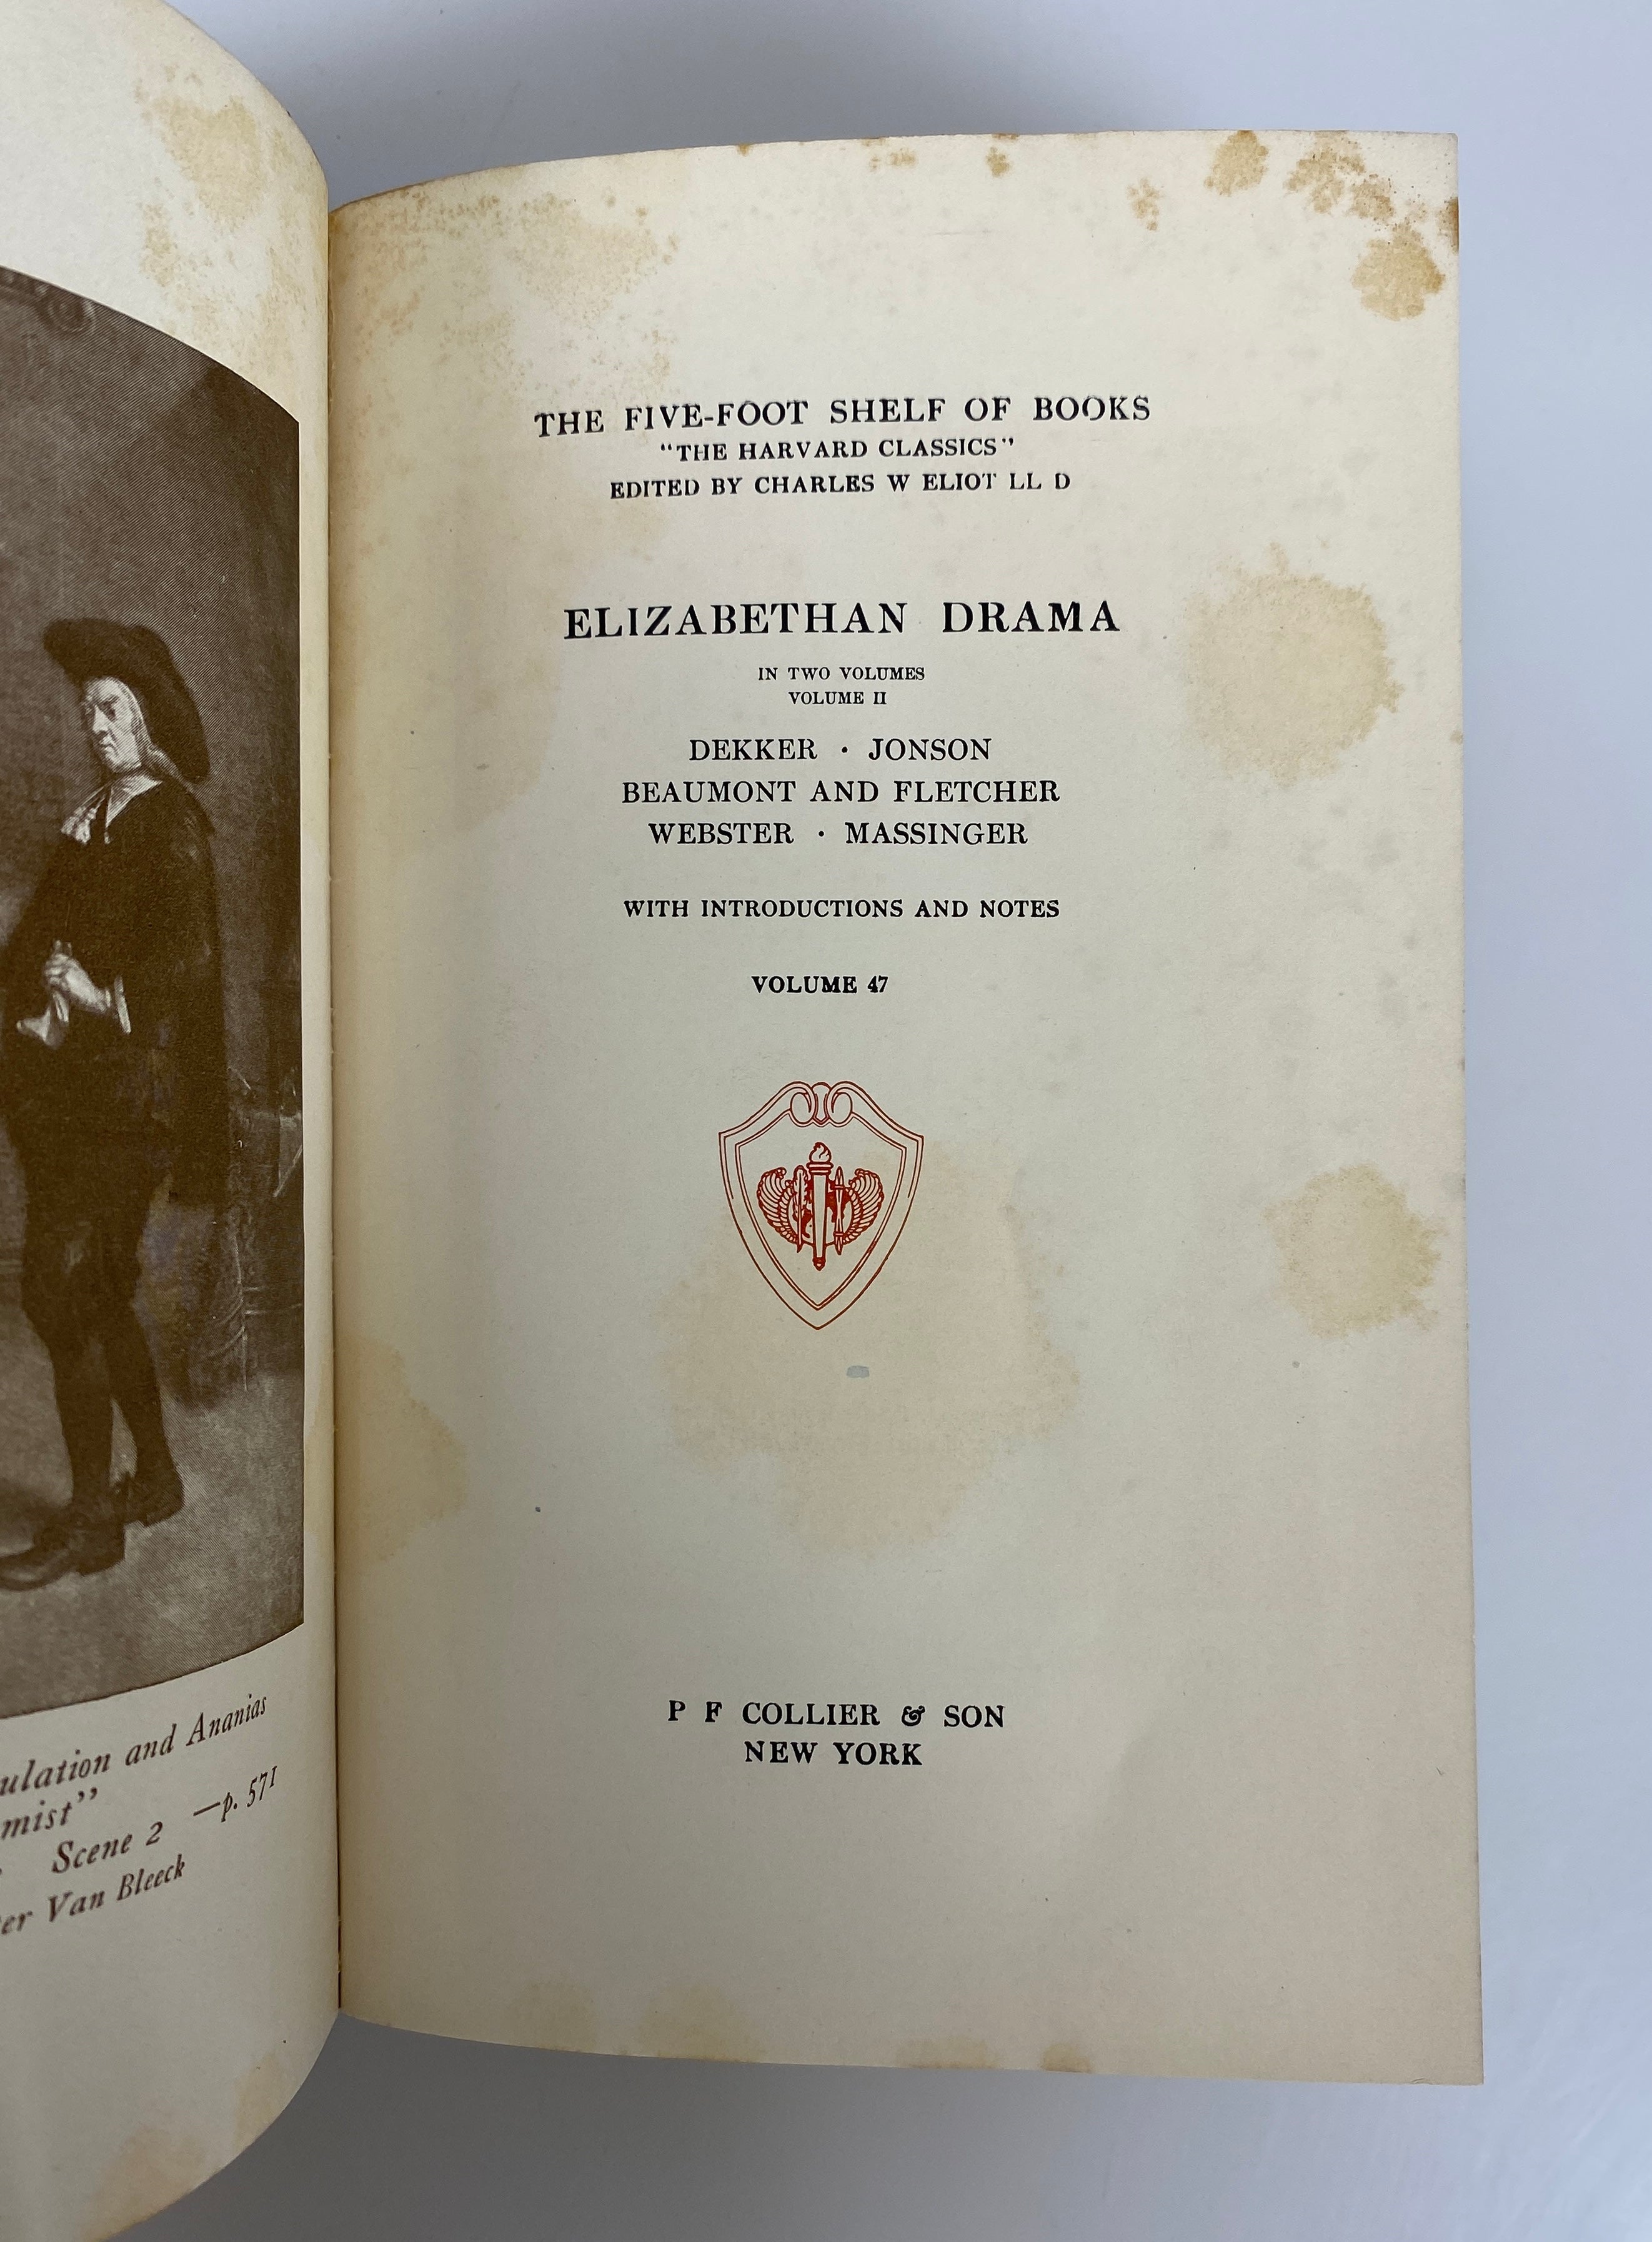 ulation and Ananias
mist”
Scene 2 —p. 571
er Van Bleeck
THE FIVE-FOOT SHELF OF BOOKS
“THE HARVARD CLASSICS”
EDITED BY CHARLES W ELIOT LL D
ELIZABETHAN DRAMA
IN TWO VOLUMES
VOLUME II
DEKKER · JONSON
BEAUMONT AND FLETCHER
WEBSTER · MASSINGER
WITH INTRODUCTIONS AND NOTES
VOLUME 47
P F COLLIER & SON
NEW YORK